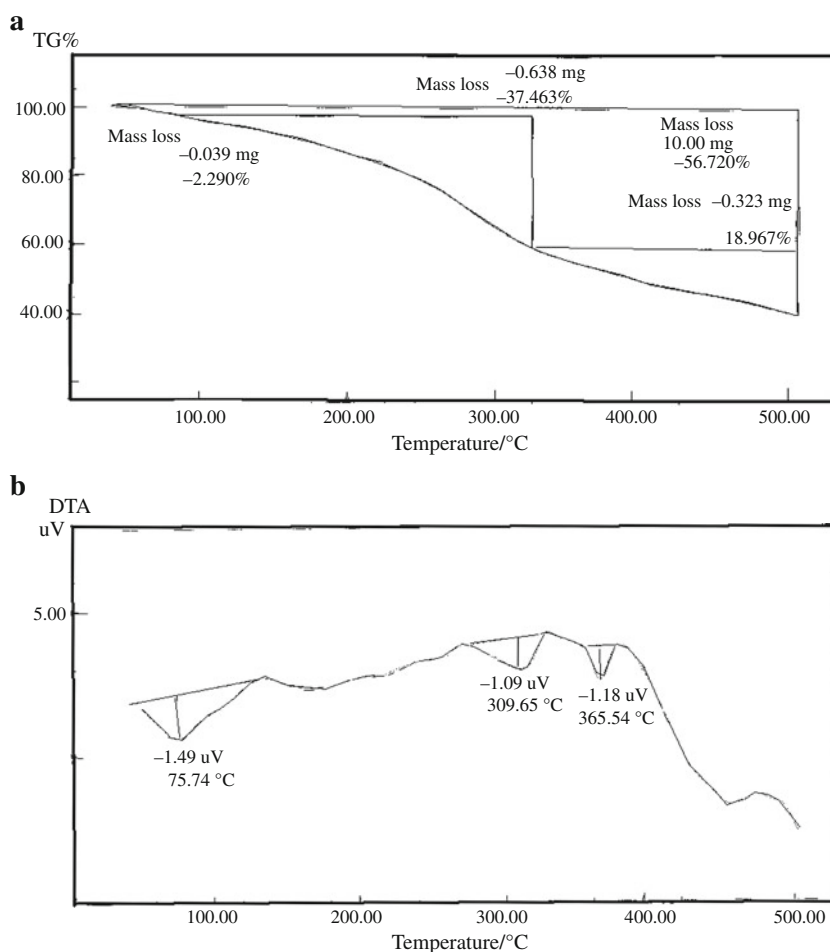 a
TG%
Mass loss −0.638 mg
−37.463%
100.00
Mass loss
−0.039 mg
−2.290%
Mass loss
10.00 mg
−56.720%
80.00
Mass loss −0.323 mg
18.967%
60.00
40.00
100.00 200.00 300.00 400.00 500.00
Temperature/°C
b
DTA
uV
5.00
−1.49 uV
75.74 °C
−1.09 uV
309.65 °C
−1.18 uV
365.54 °C
100.00 200.00 300.00 400.00 500.00
Temperature/°C